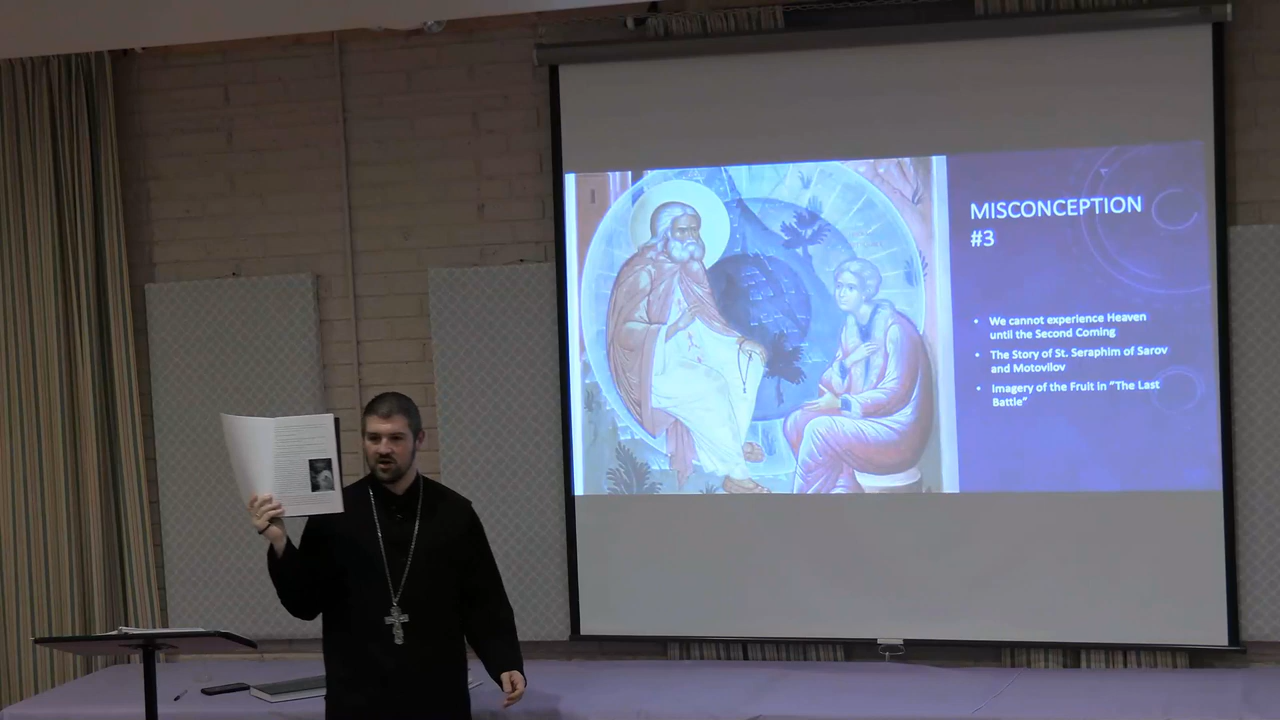 MISCONCEPTION
#3
• We cannot experience Heaven
until the Second Coming
• The Story of St. Seraphim of Sarov
and Motovilov
• Imagery of the Fruit in "The Last
Battle"